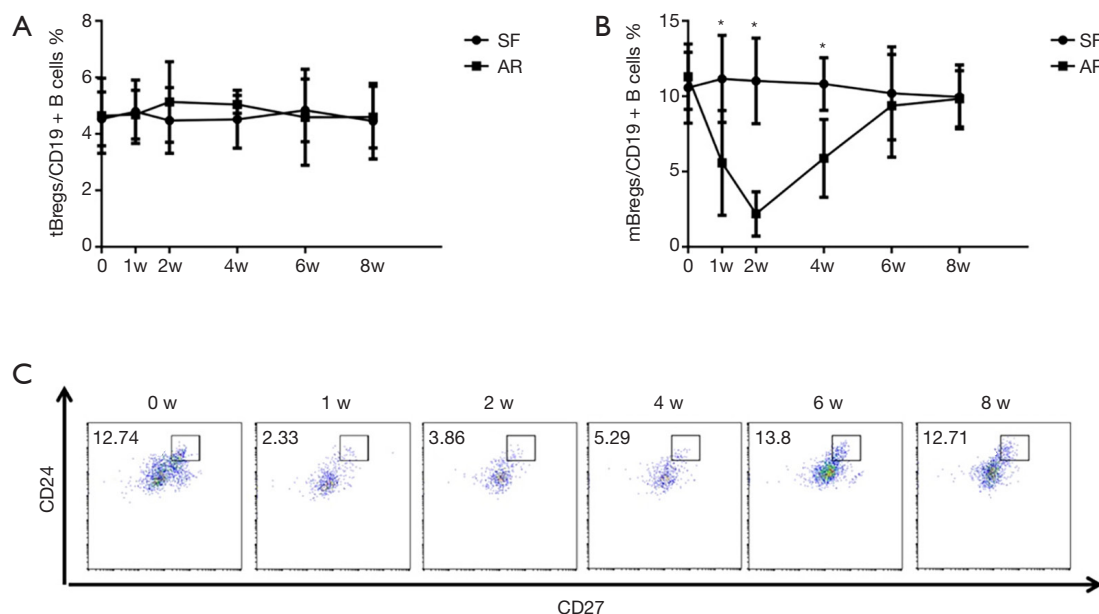 A
tBregs/CD19 + B cells %
8
6
4
2
0
0 1w 2w 4w 6w 8w
SF
AR
B
mBregs/CD19 + B cells %
15
10
5
0
* * *
0 1w 2w 4w 6w 8w
SF
AR
C
CD24
0 w 1 w 2 w 4 w 6 w 8 w
12.74 2.33 3.86 5.29 13.8 12.71
CD27